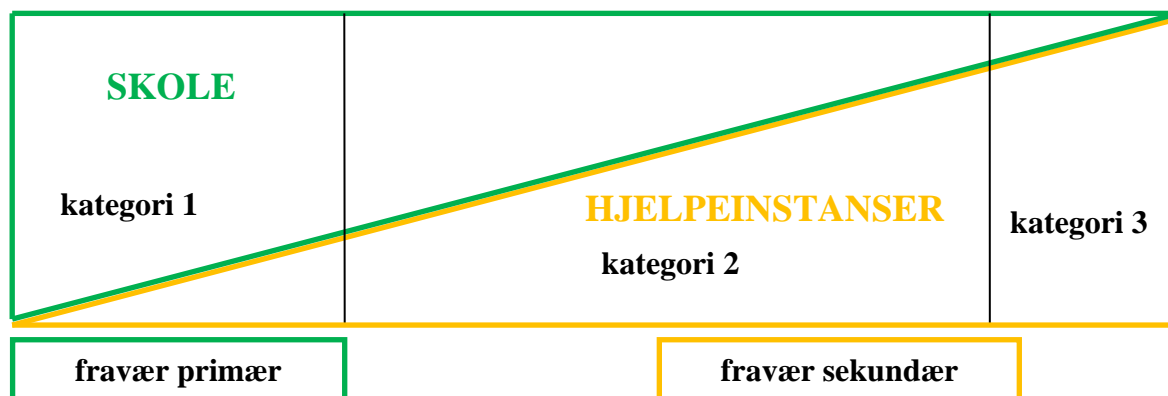 SKOLE
kategori 1
HJELPEINSTANSER
kategori 2
kategori 3
fravær primær
fravær sekundær